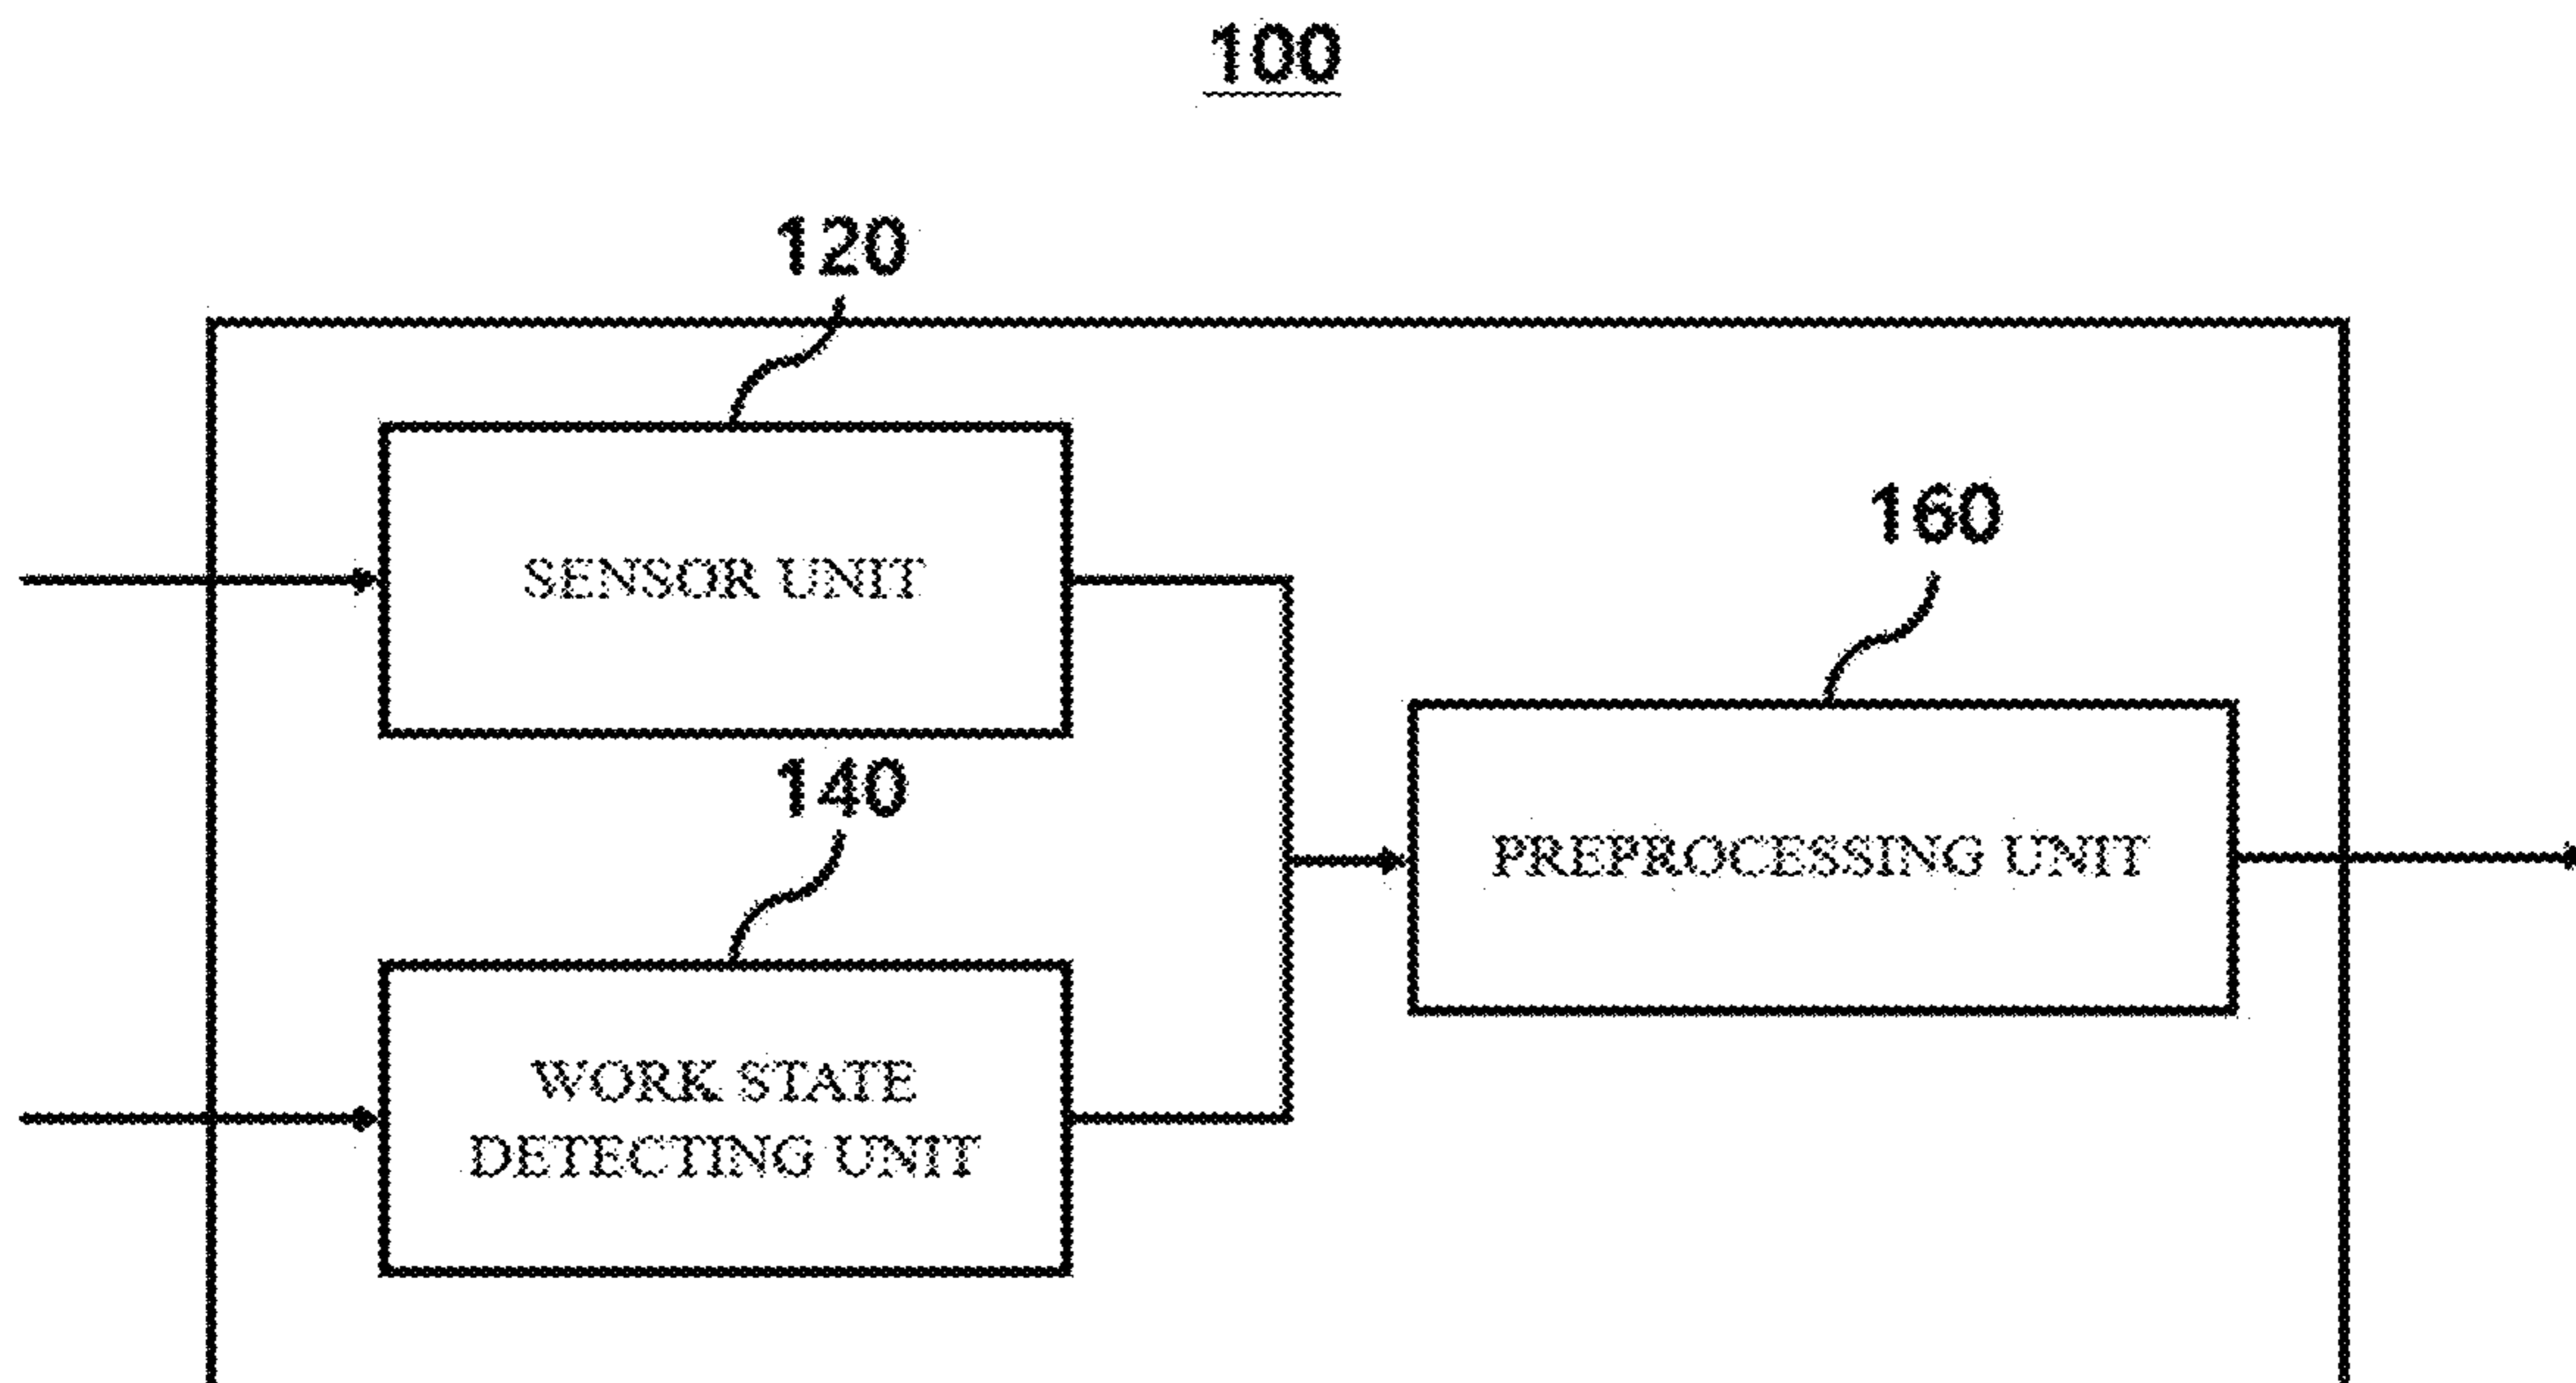 100
120
SENSOR UNIT
160
140
PREPROCESSING UNIT
WORK STATE
DETECTING UNIT